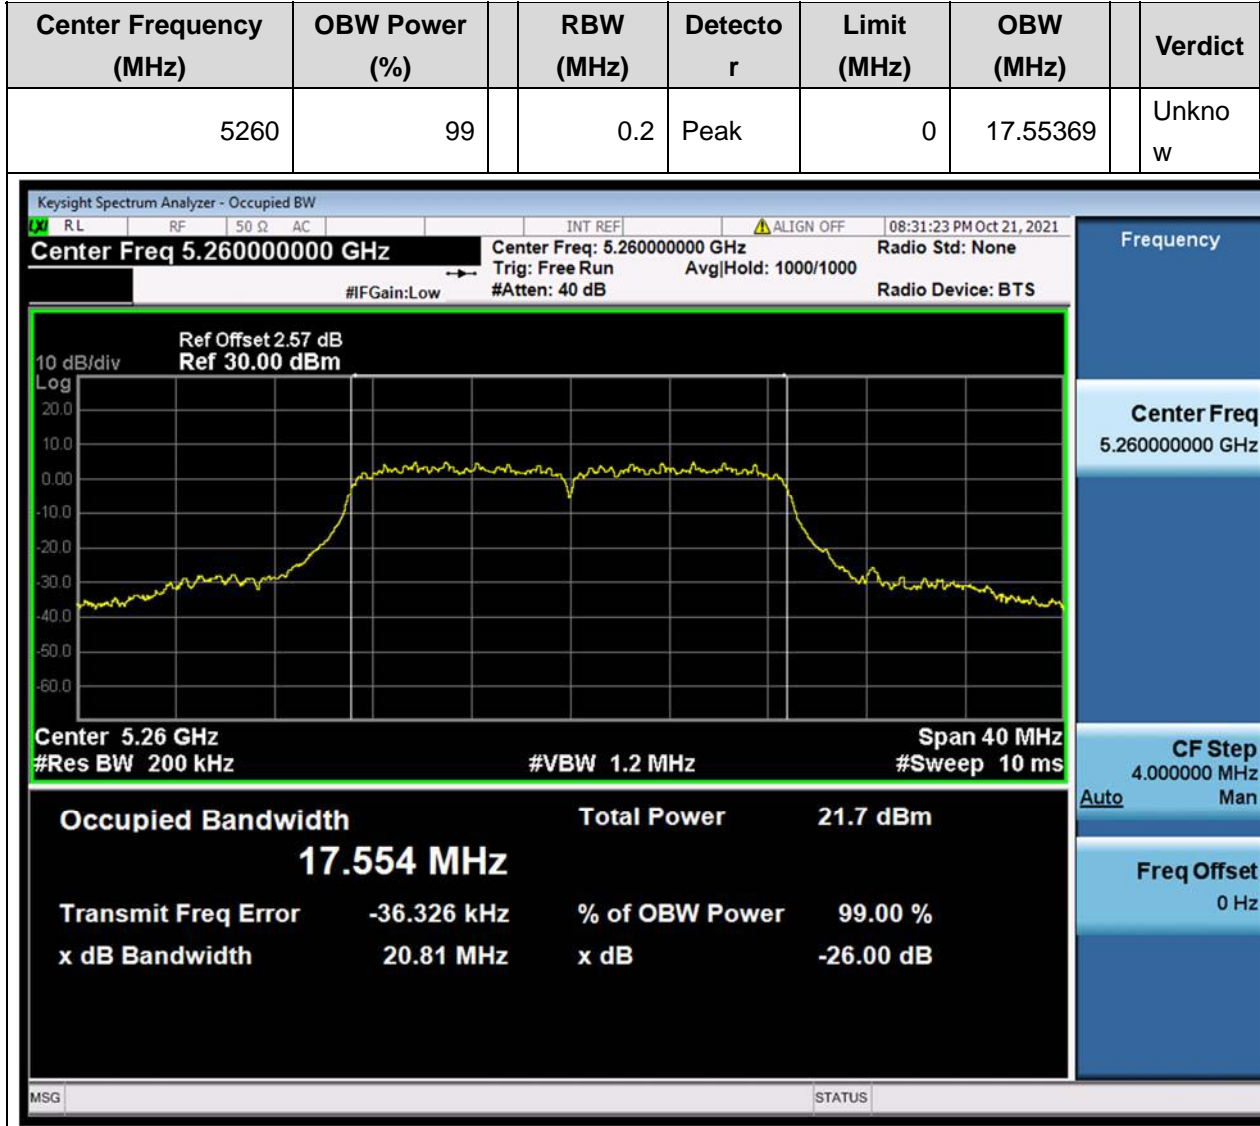 Center Frequency (MHz) OBW Power (%) RBW (MHz) Detecto r Limit (MHz) OBW (MHz) Verdict
5260 99 0.2 Peak 0 17.55369 Unkno w
Keysight Spectrum Analyzer - Occupied BW
LXI RL RF 50 Ω AC INT REF ALIGN OFF 08:31:23 PM Oct 21, 2021
Center Freq 5.260000000 GHz Center Freq: 5.260000000 GHz Radio Std: None
Trig: Free Run Avg|Hold: 1000/1000
#IFGain:Low #Atten: 40 dB Radio Device: BTS
Ref Offset 2.57 dB
10 dB/div Ref 30.00 dBm
Log
20.0
10.0
0.00
-10.0
-20.0
-30.0
-40.0
-50.0
-60.0
Center 5.26 GHz Span 40 MHz
#Res BW 200 kHz #VBW 1.2 MHz #Sweep 10 ms
Occupied Bandwidth Total Power 21.7 dBm
17.554 MHz
Transmit Freq Error -36.326 kHz % of OBW Power 99.00 %
x dB Bandwidth 20.81 MHz x dB -26.00 dB
MSG STATUS
Frequency
Center Freq
5.260000000 GHz
CF Step
4.000000 MHz
Auto Man
Freq Offset
0 Hz